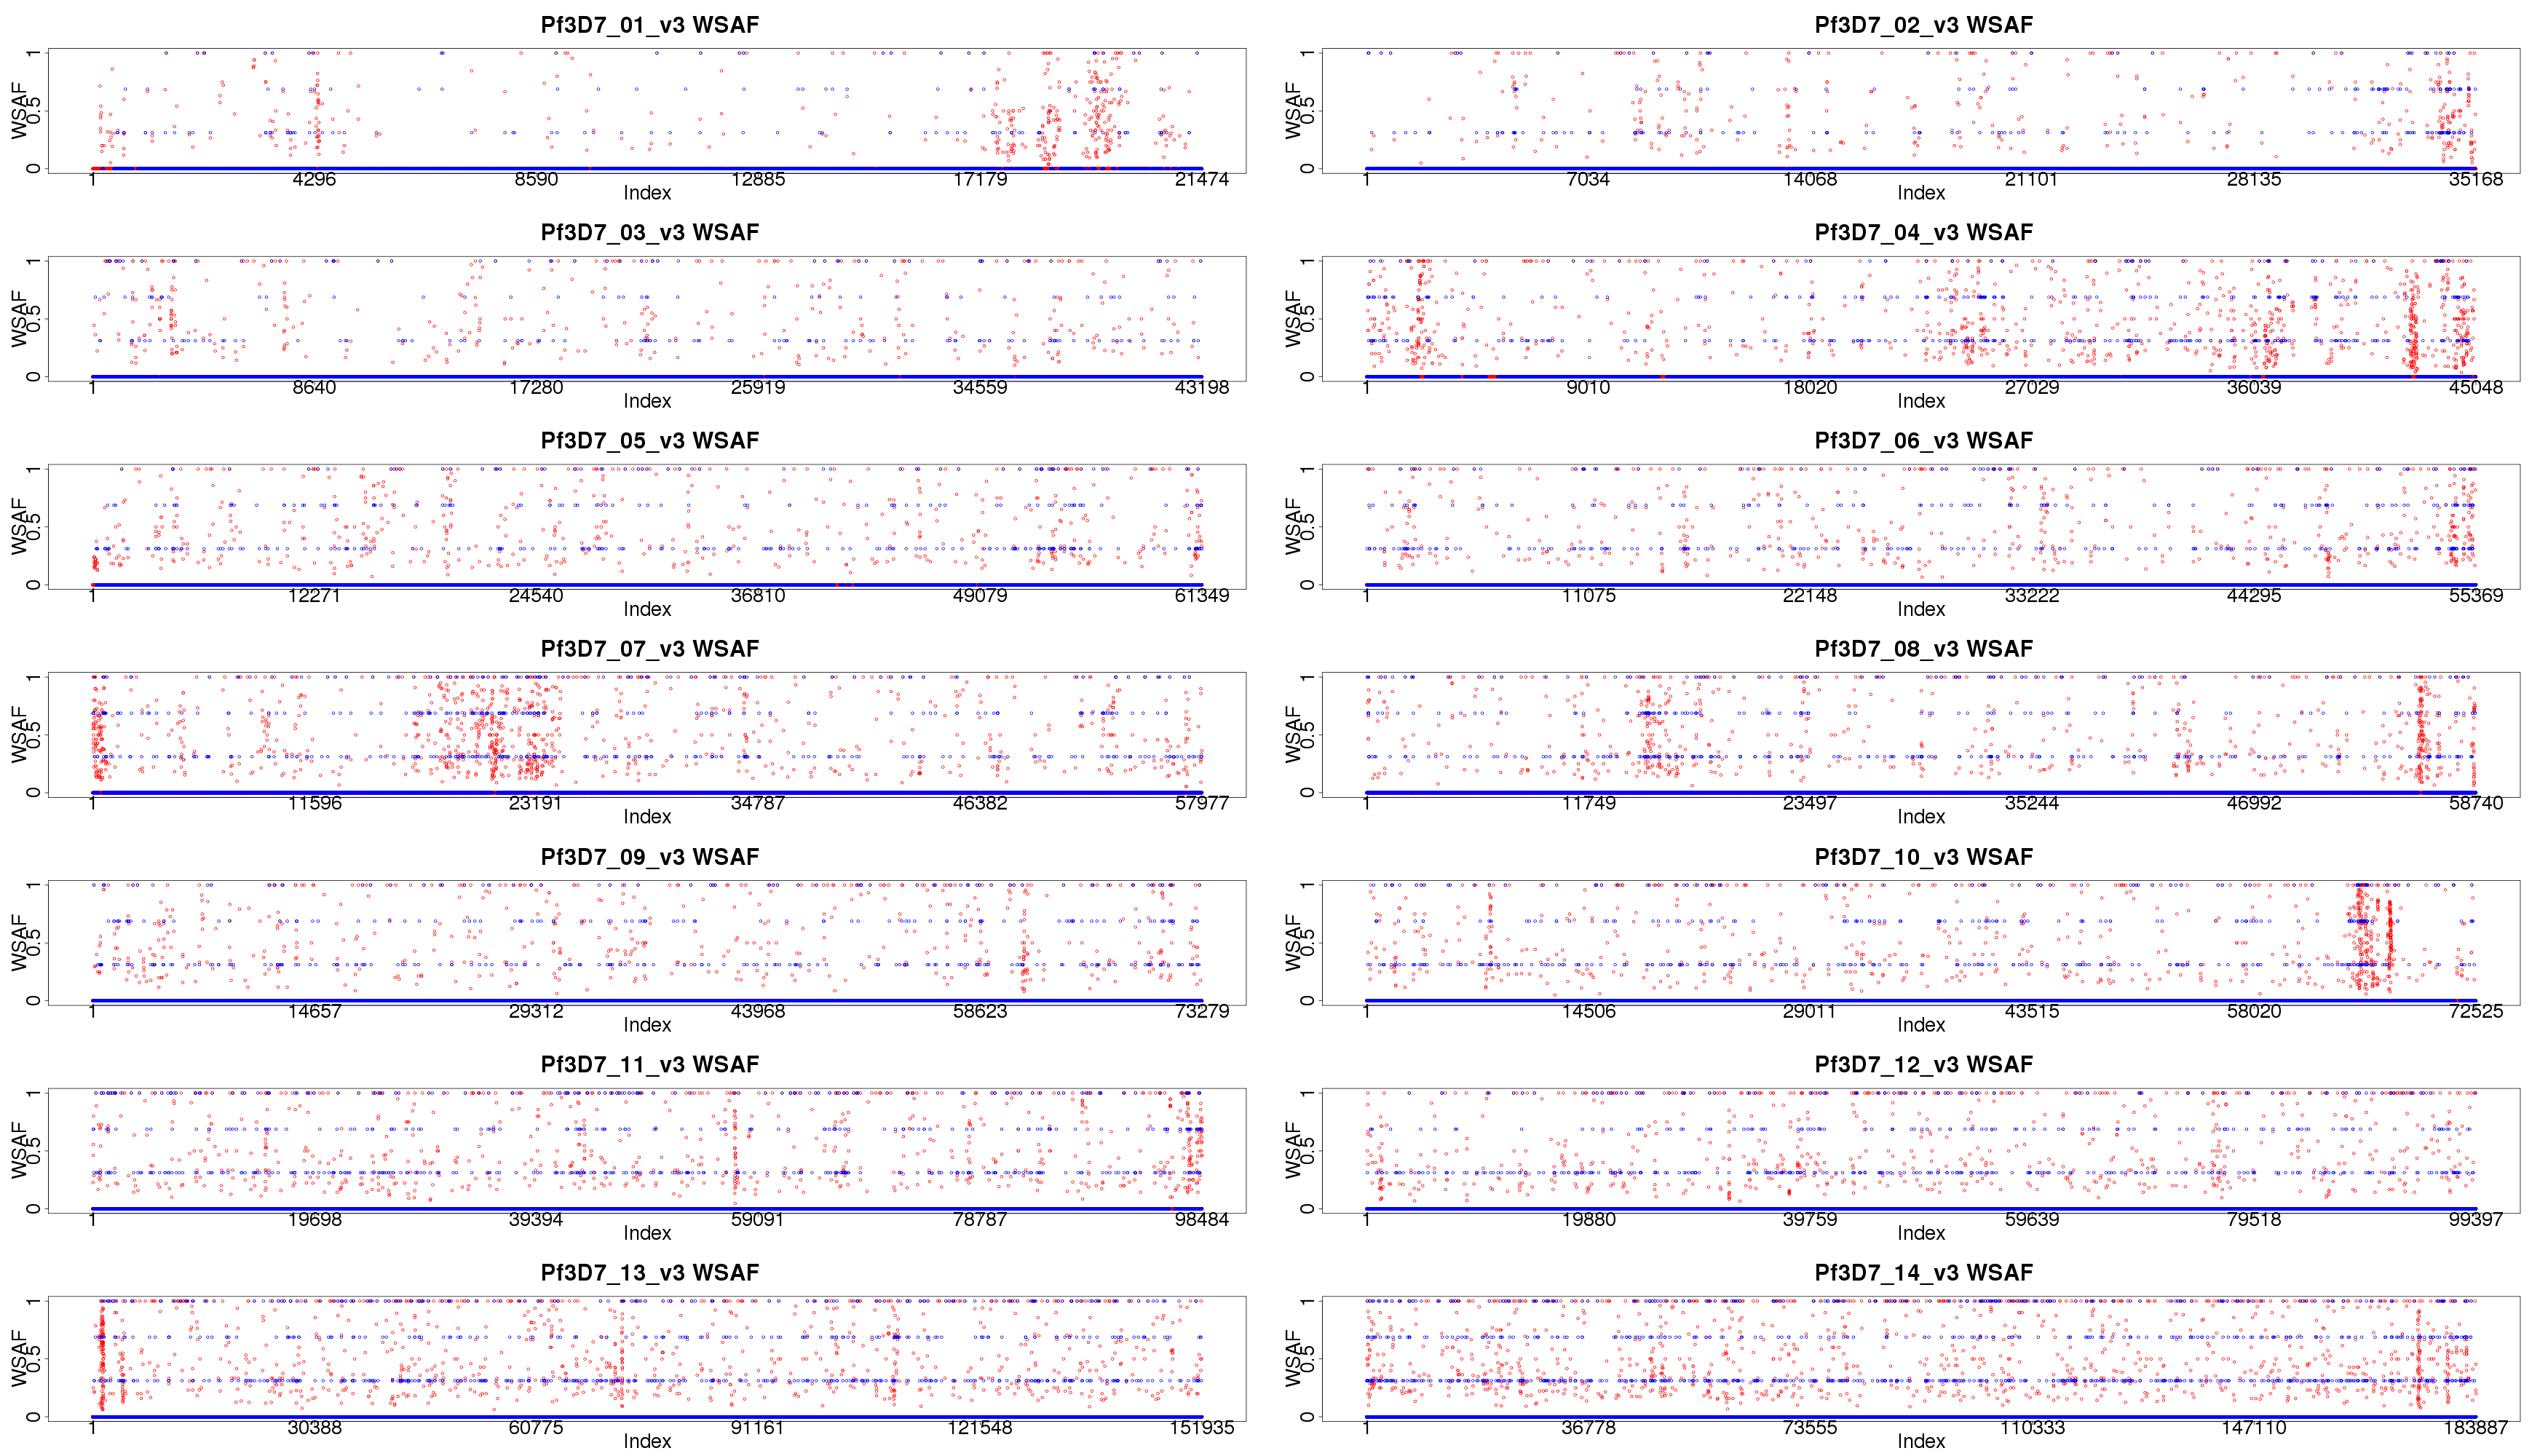 Pf3D7_01_v3 WSAF
WSAF
0 0.5 1
1 4296 8590 12885 17179 21474
Index
Pf3D7_02_v3 WSAF
WSAF
0 0.5 1
1 7034 14068 21101 28135 35168
Index
Pf3D7_03_v3 WSAF
WSAF
0 0.5 1
1 8640 17280 25919 34559 43198
Index
Pf3D7_04_v3 WSAF
WSAF
0 0.5 1
1 9010 18020 27029 36039 45048
Index
Pf3D7_05_v3 WSAF
WSAF
0 0.5 1
1 12271 24540 36810 49079 61349
Index
Pf3D7_06_v3 WSAF
WSAF
0 0.5 1
1 11075 22148 33222 44295 55369
Index
Pf3D7_07_v3 WSAF
WSAF
0 0.5 1
1 11596 23191 34787 46382 57977
Index
Pf3D7_08_v3 WSAF
WSAF
0 0.5 1
1 11749 23497 35244 46992 58740
Index
Pf3D7_09_v3 WSAF
WSAF
0 0.5 1
1 14657 29312 43968 58623 73279
Index
Pf3D7_10_v3 WSAF
WSAF
0 0.5 1
1 14506 29011 43515 58020 72525
Index
Pf3D7_11_v3 WSAF
WSAF
0 0.5 1
1 19698 39394 59091 78787 98484
Index
Pf3D7_12_v3 WSAF
WSAF
0 0.5 1
1 19880 39759 59639 79518 99397
Index
Pf3D7_13_v3 WSAF
WSAF
0 0.5 1
1 30388 60775 91161 121548 151935
Index
Pf3D7_14_v3 WSAF
WSAF
0 0.5 1
1 36778 73555 110333 147110 183887
Index